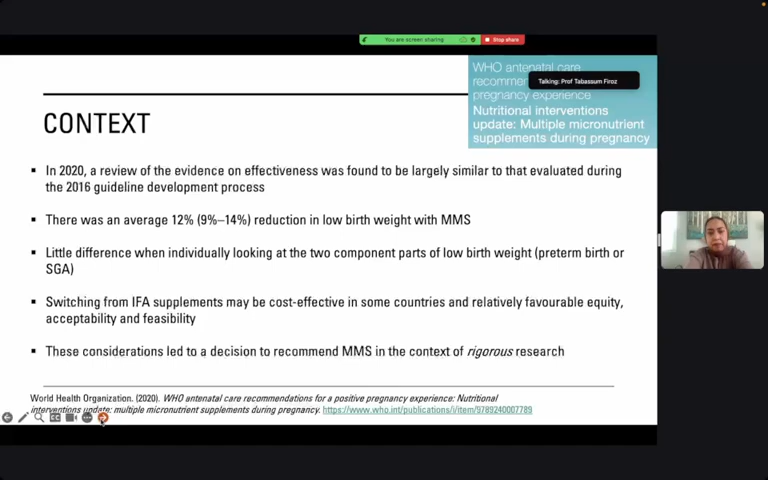 You are screen sharing
Stop share
WHO antenatal care
recommen
pregnancy experience
Nutritional interventions
update: Multiple micronutrient
supplements during pregnancy
Talking: Prof Tabassum Firoz
CONTEXT
▪ In 2020, a review of the evidence on effectiveness was found to be largely similar to that evaluated during
the 2016 guideline development process
▪ There was an average 12% (9%–14%) reduction in low birth weight with MMS
▪ Little difference when individually looking at the two component parts of low birth weight (preterm birth or
SGA)
▪ Switching from IFA supplements may be cost-effective in some countries and relatively favourable equity,
acceptability and feasibility
▪ These considerations led to a decision to recommend MMS in the context of rigorous research
World Health Organization. (2020). WHO antenatal care recommendations for a positive pregnancy experience: Nutritional
interventions update: multiple micronutrient supplements during pregnancy. https://www.who.int/publications/i/item/9789240007789